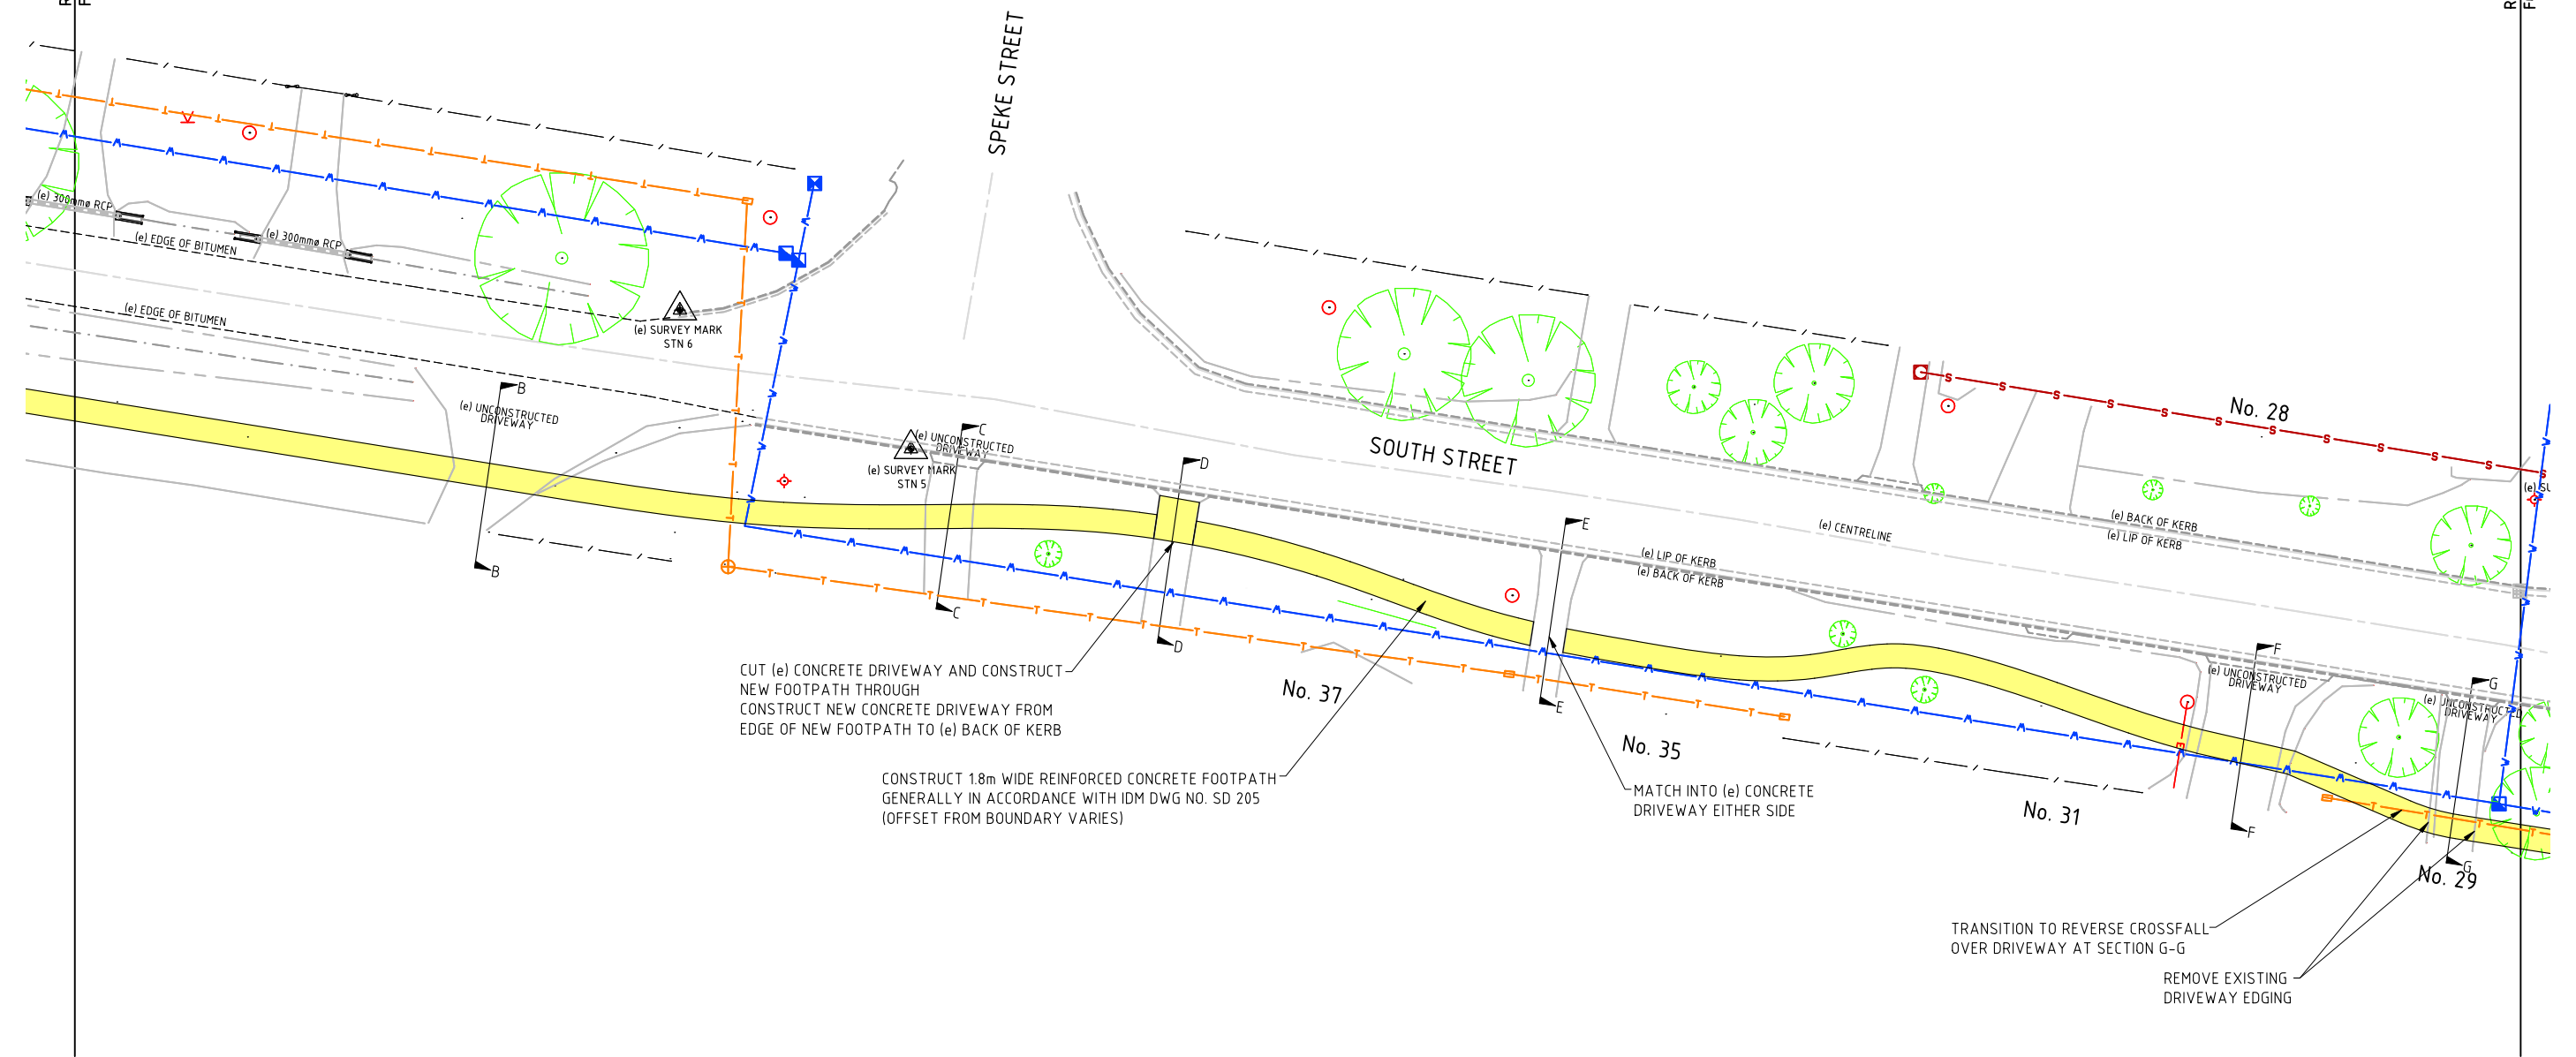 SPEKE STREET
(e) 300mmø RCP
(e) EDGE OF BITUMEN
(e) 300mmø RCP
(e) EDGE OF BITUMEN
(e) SURVEY MARK
STN 6
B
(e) UNCONSTRUCTED
DRIVEWAY
B
C
(e) UNCONSTRUCTED
DRIVEWAY
(e) SURVEY MARK
STN 5
C
D
D
SOUTH STREET
No. 28
E
(e) LIP OF KERB
(e) BACK OF KERB
E
(e) CENTRELINE
(e) BACK OF KERB
(e) LIP OF KERB
F
(e) UNCONSTRUCTED
DRIVEWAY
F
G
(e) UNCONSTRUCTED
DRIVEWAY
G
CUT (e) CONCRETE DRIVEWAY AND CONSTRUCT
NEW FOOTPATH THROUGH
CONSTRUCT NEW CONCRETE DRIVEWAY FROM
EDGE OF NEW FOOTPATH TO (e) BACK OF KERB
No. 37
No. 35
CONSTRUCT 1.8m WIDE REINFORCED CONCRETE FOOTPATH
GENERALLY IN ACCORDANCE WITH IDM DWG NO. SD 205
(OFFSET FROM BOUNDARY VARIES)
MATCH INTO (e) CONCRETE
DRIVEWAY EITHER SIDE
No. 31
No. 29
TRANSITION TO REVERSE CROSSFALL
OVER DRIVEWAY AT SECTION G-G
REMOVE EXISTING
DRIVEWAY EDGING